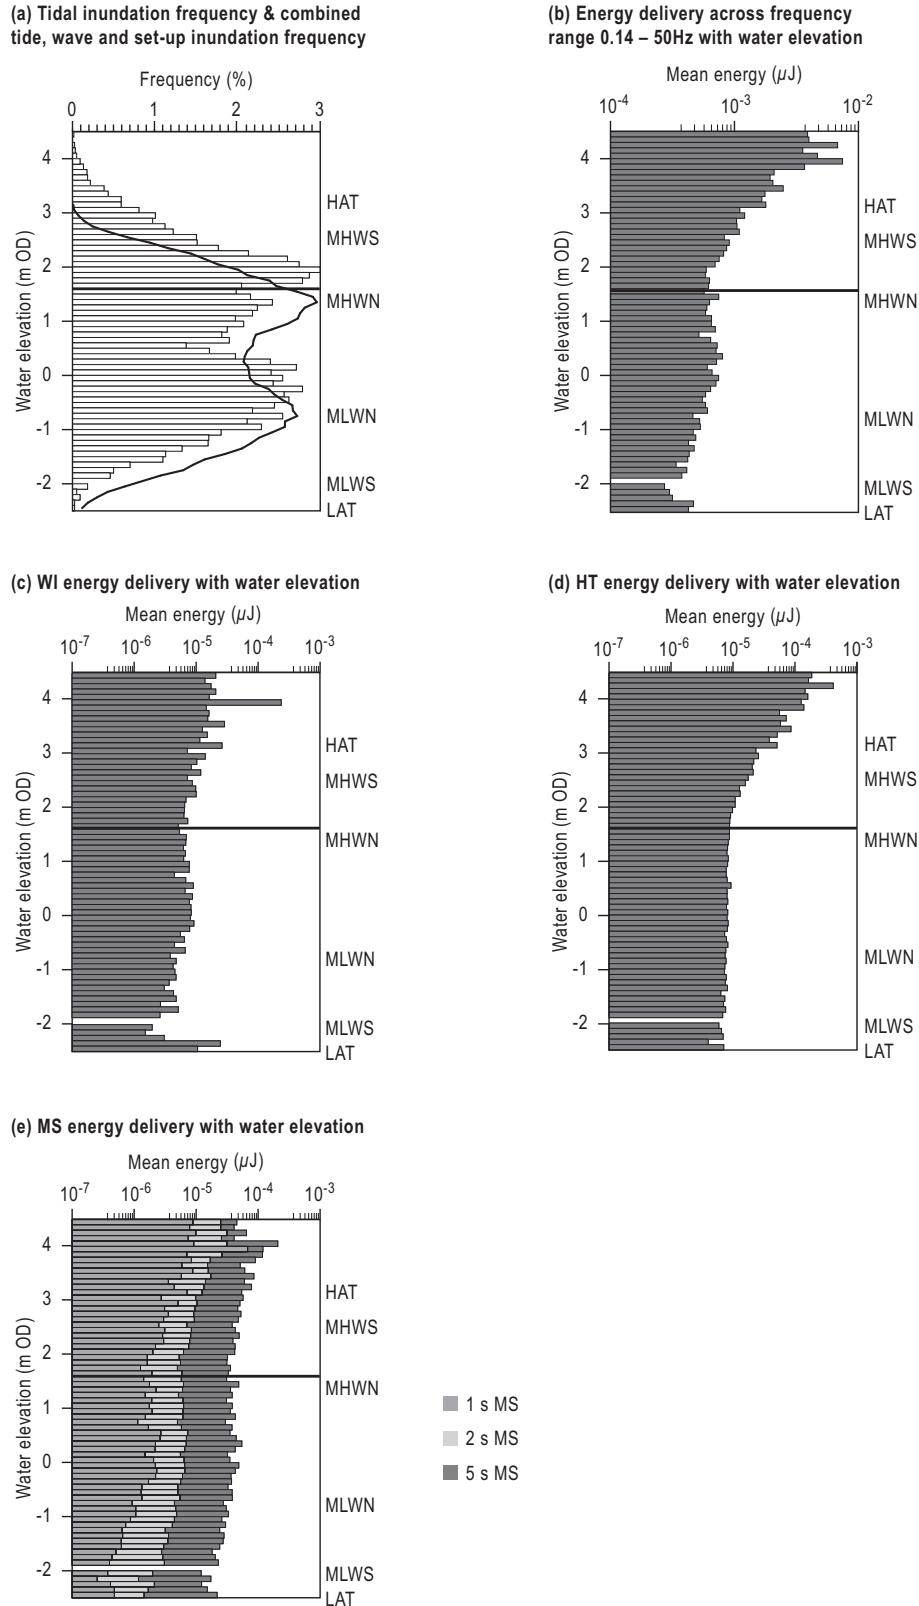 (a) Tidal inundation frequency & combined
tide, wave and set-up inundation frequency
Frequency (%)
0 1 2 3
Water elevation (m OD)
4
3
2
1
0
-1
-2
HAT
MHWS
MHWN
MLWN
MLWS
LAT
(b) Energy delivery across frequency
range 0.14 – 50Hz with water elevation
Mean energy (µJ)
10⁻⁴ 10⁻³ 10⁻²
Water elevation (m OD)
4
3
2
1
0
-1
-2
HAT
MHWS
MHWN
MLWN
MLWS
LAT
(c) WI energy delivery with water elevation
Mean energy (µJ)
10⁻⁷ 10⁻⁶ 10⁻⁵ 10⁻⁴ 10⁻³
Water elevation (m OD)
4
3
2
1
0
-1
-2
HAT
MHWS
MHWN
MLWN
MLWS
LAT
(d) HT energy delivery with water elevation
Mean energy (µJ)
10⁻⁷ 10⁻⁶ 10⁻⁵ 10⁻⁴ 10⁻³
Water elevation (m OD)
4
3
2
1
0
-1
-2
HAT
MHWS
MHWN
MLWN
MLWS
LAT
(e) MS energy delivery with water elevation
Mean energy (µJ)
10⁻⁷ 10⁻⁶ 10⁻⁵ 10⁻⁴ 10⁻³
Water elevation (m OD)
4
3
2
1
0
-1
-2
HAT
MHWS
MHWN
MLWN
MLWS
LAT
1 s MS
2 s MS
5 s MS